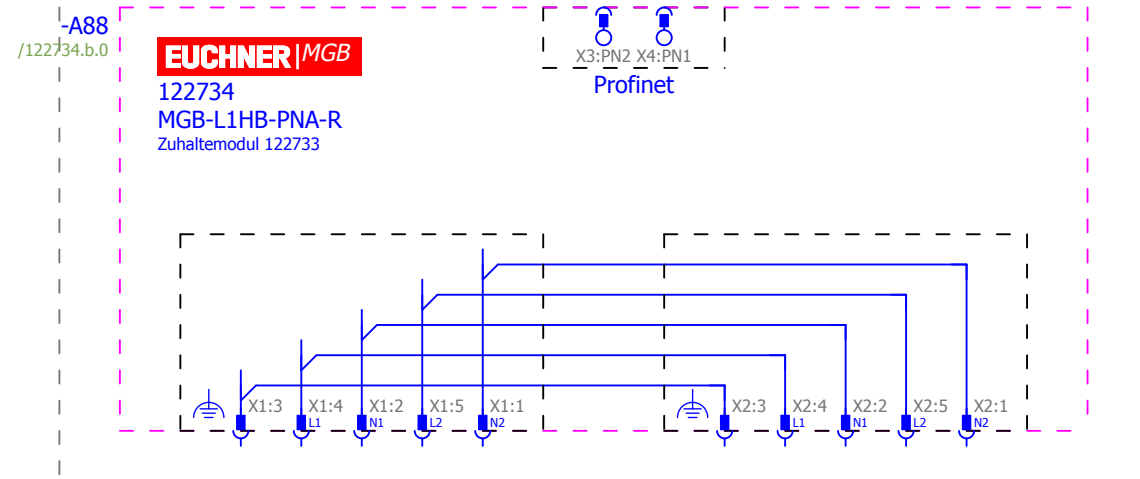 -A88
/122734.b.0
EUCHNER MGB
122734
MGB-L1HB-PNA-R
Zuhaltemodul 122733
X3:PN2 X4:PN1
Profinet
X1:3 X1:4 X1:2 X1:5 X1:1 X2:3 X2:4 X2:2 X2:5 X2:1
L1 N1 L2 N2 L1 N1 L2 N2